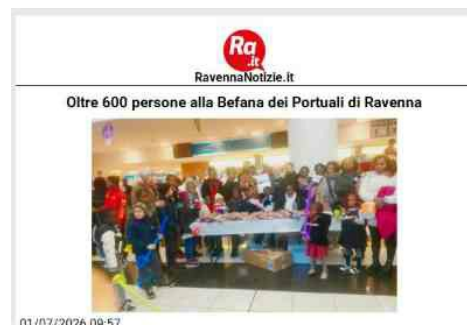 Ra
.it
RavennaNotizie.it
Oltre 600 persone alla Befana dei Portuali di Ravenna
01/07/2026 09:57